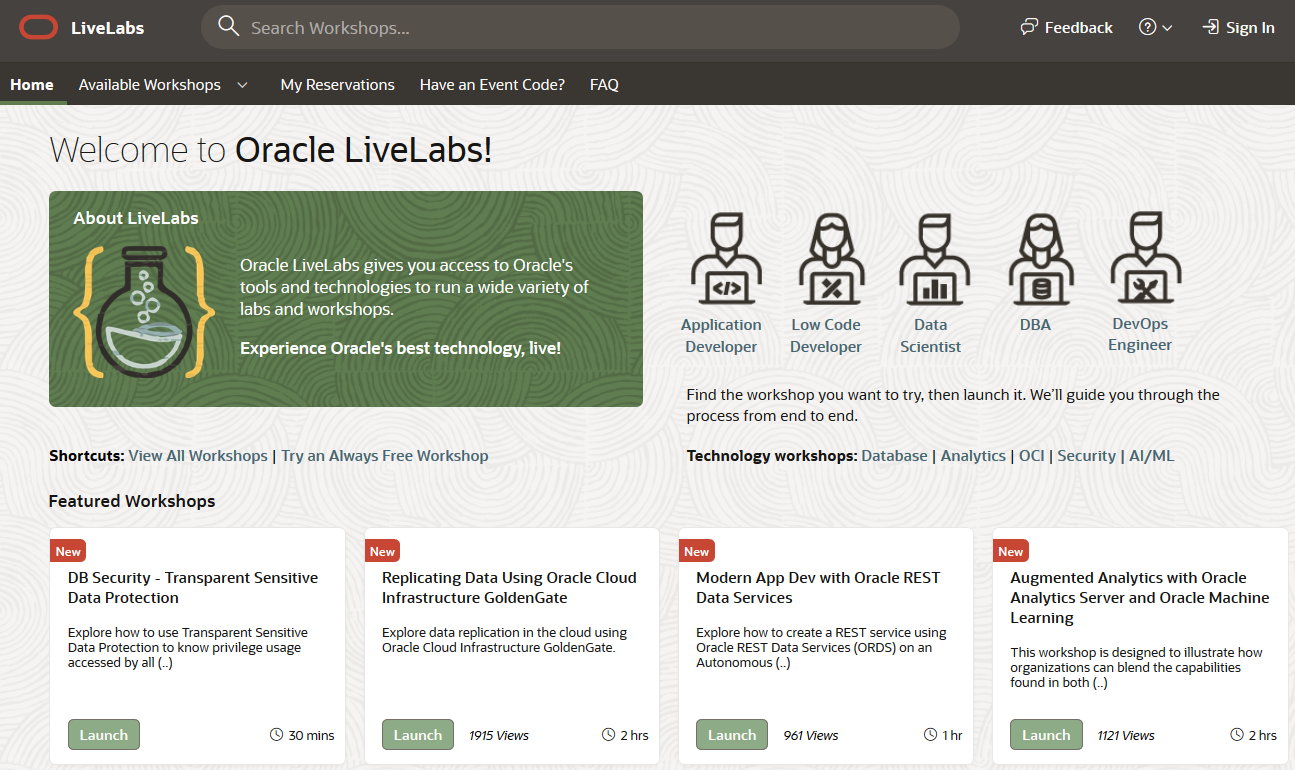 LiveLabs
Search Workshops...
Feedback
Sign In
Home
Available Workshops
My Reservations
Have an Event Code?
FAQ
Welcome to Oracle LiveLabs!
About LiveLabs
Oracle LiveLabs gives you access to Oracle's
tools and technologies to run a wide variety of
labs and workshops.
Experience Oracle's best technology, live!
Application
Developer
Low Code
Developer
Data
Scientist
DBA
DevOps
Engineer
Find the workshop you want to try, then launch it. We'll guide you through the
process from end to end.
Shortcuts: View All Workshops | Try an Always Free Workshop
Technology workshops: Database | Analytics | OCI | Security | AI/ML
Featured Workshops
New
DB Security - Transparent Sensitive
Data Protection
Explore how to use Transparent Sensitive
Data Protection to know privilege usage
accessed by all (..)
Launch
30 mins
New
Replicating Data Using Oracle Cloud
Infrastructure GoldenGate
Explore data replication in the cloud using
Oracle Cloud Infrastructure GoldenGate.
Launch
1915 Views
2 hrs
New
Modern App Dev with Oracle REST
Data Services
Explore how to create a REST service using
Oracle REST Data Services (ORDS) on an
Autonomous (..)
Launch
961 Views
1 hr
New
Augmented Analytics with Oracle
Analytics Server and Oracle Machine
Learning
This workshop is designed to illustrate how
organizations can blend the capabilities
found in both (..)
Launch
1121 Views
2 hrs